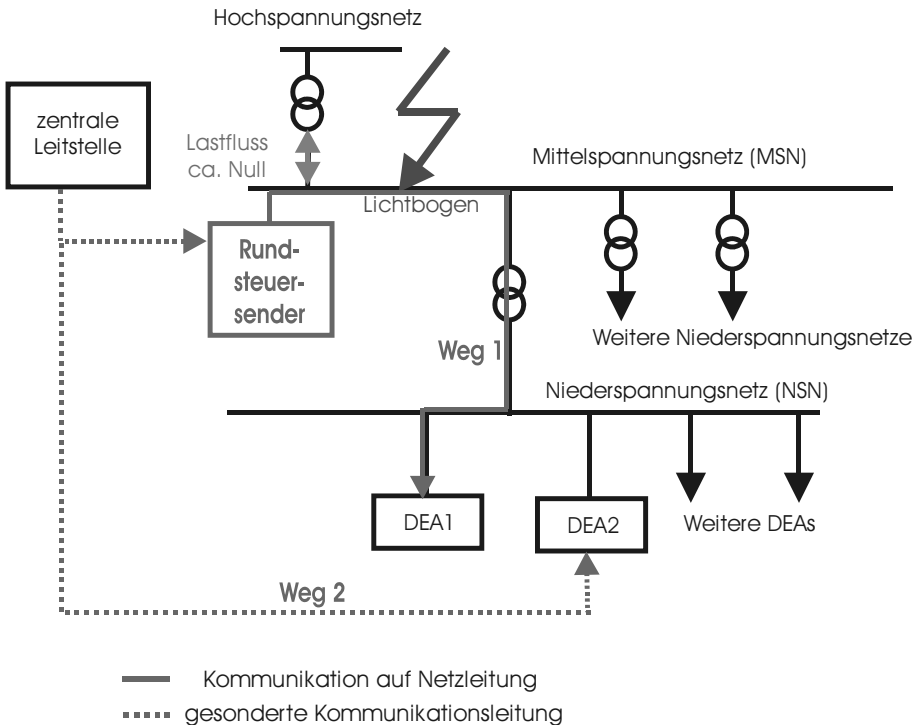 Hochspannungsnetz
zentrale
Leitstelle
Lastfluss
ca. Null
Mittelspannungsnetz (MSN)
Lichtbogen
Rund-
steuer-
sender
Weitere Niederspannungsnetze
Weg 1
Niederspannungsnetz (NSN)
DEA1
DEA2
Weitere DEAs
Weg 2
Kommunikation auf Netzleitung
gesonderte Kommunikationsleitung